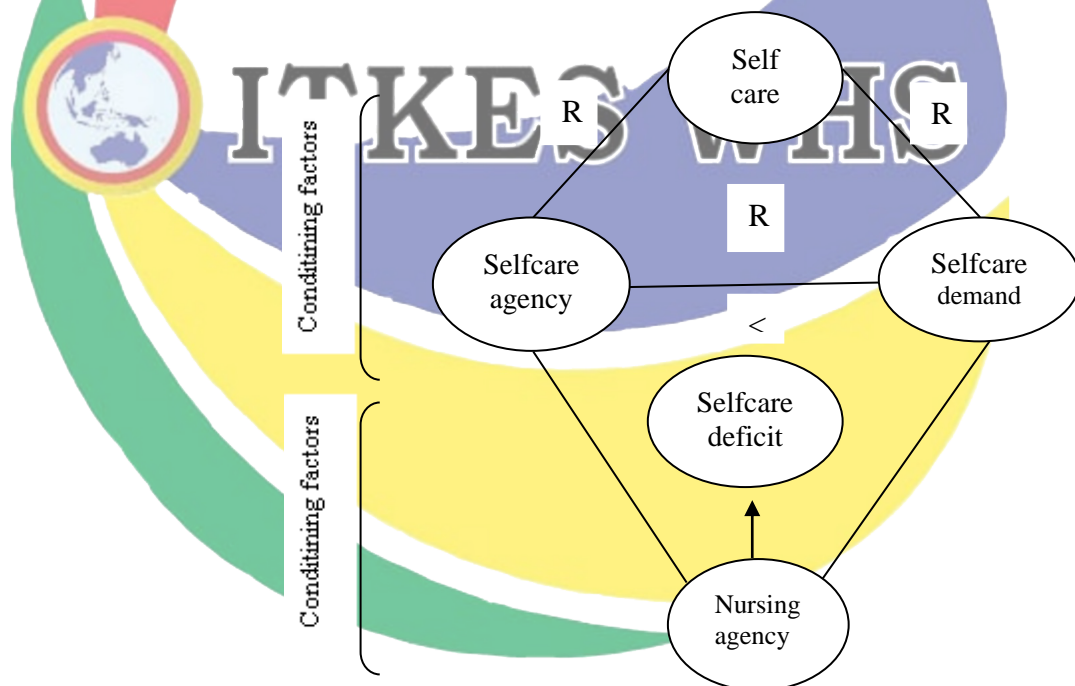 ITKES WHS
Self
care
R
R
Conditining factors
R
Selfcare
agency
Selfcare
demand
<
Selfcare
deficit
Conditining factors
Nursing
agency